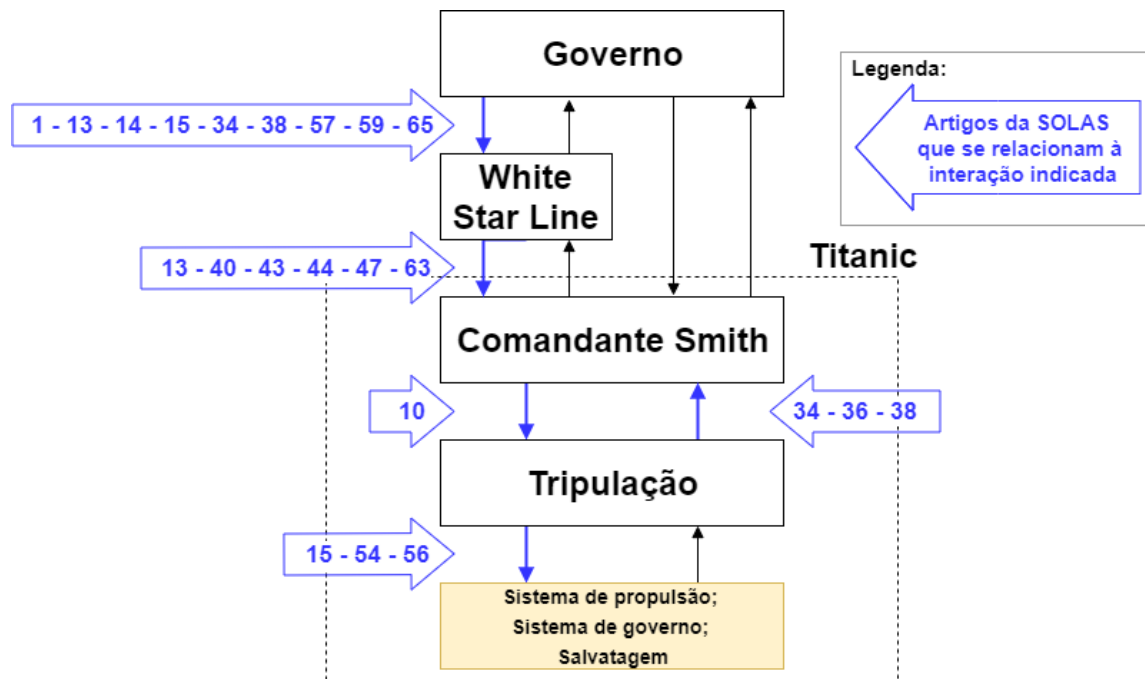 Governo
Legenda:
Artigos da SOLAS
que se relacionam à
interação indicada
1 - 13 - 14 - 15 - 34 - 38 - 57 - 59 - 65
White
Star Line
13 - 40 - 43 - 44 - 47 - 63
Titanic
Comandante Smith
10
34 - 36 - 38
Tripulação
15 - 54 - 56
Sistema de propulsão;
Sistema de governo;
Salvatagem